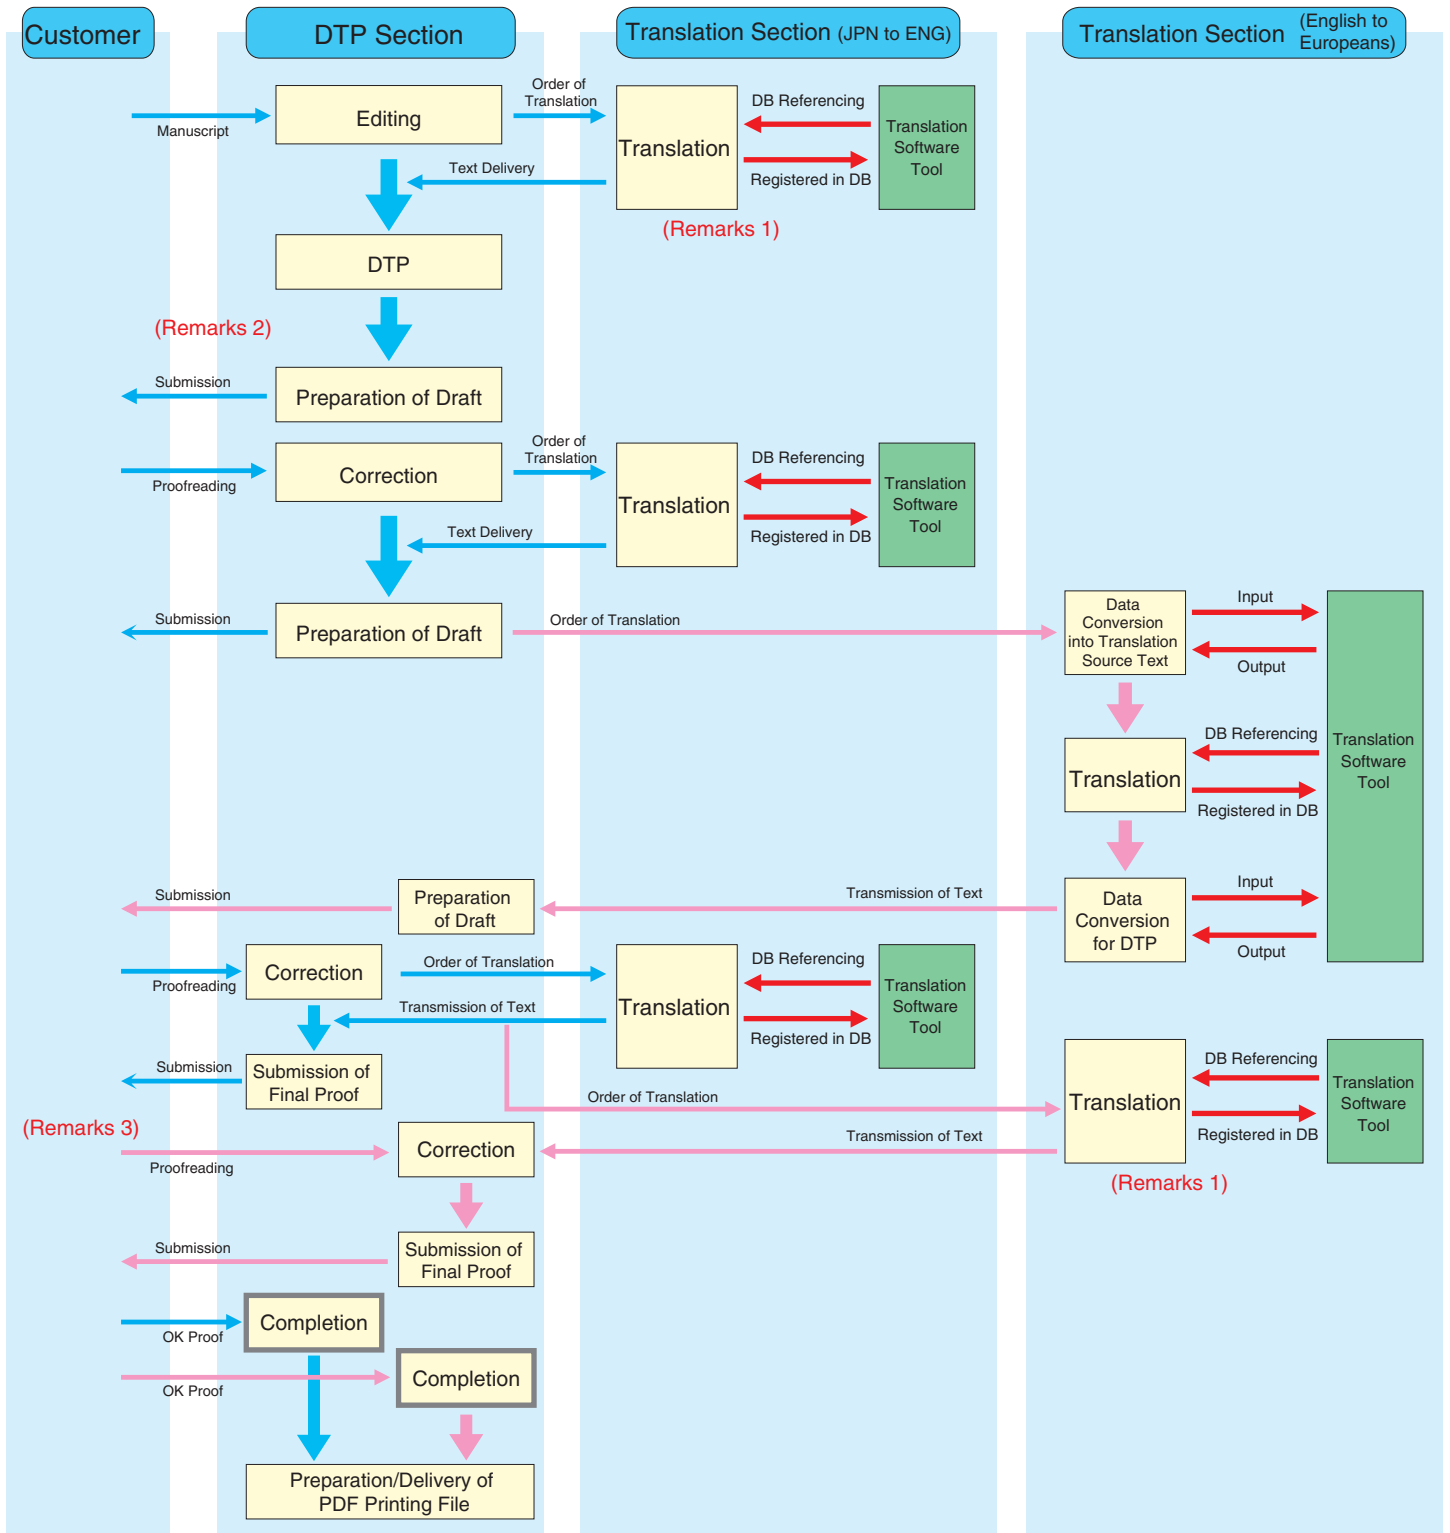 Customer
DTP Section
Translation Section (JPN to ENG)
Translation Section (English to
Europeans)
Manuscript
Editing
Order of
Translation
Translation
DB Referencing
Registered in DB
Translation
Software
Tool
Text Delivery
(Remarks 1)
DTP
(Remarks 2)
Submission
Preparation of Draft
Proofreading
Correction
Order of
Translation
Translation
DB Referencing
Registered in DB
Translation
Software
Tool
Text Delivery
Submission
Preparation of Draft
Order of Translation
Data
Conversion
into Translation
Source Text
Input
Output
Translation
DB Referencing
Registered in DB
Translation
Software
Tool
Data
Conversion
for DTP
Input
Output
Transmission of Text
Preparation
of Draft
Submission
Proofreading
Correction
Order of Translation
Transmission of Text
Translation
DB Referencing
Registered in DB
Translation
Software
Tool
Submission
Submission of
Final Proof
Order of Translation
Translation
DB Referencing
Registered in DB
Translation
Software
Tool
(Remarks 1)
(Remarks 3)
Proofreading
Correction
Transmission of Text
Submission
Submission of
Final Proof
OK Proof
Completion
OK Proof
Completion
Preparation/Delivery of
PDF Printing File